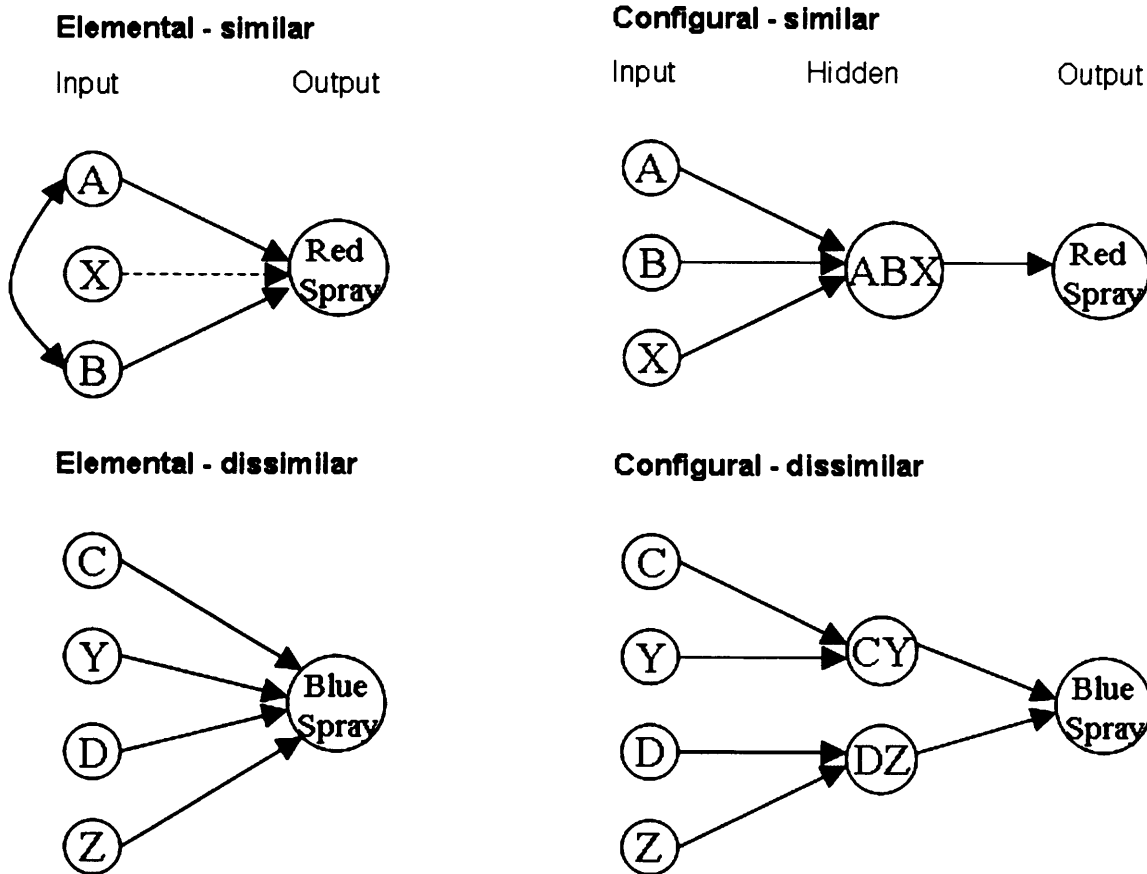 Elemental - similar
Input Output
A
X
B
Red
Spray
Configural - similar
Input Hidden Output
A
B
X
ABX
Red
Spray
Elemental - dissimilar
C
Y
D
Z
Blue
Spray
Configural - dissimilar
C
Y
D
Z
CY
DZ
Blue
Spray